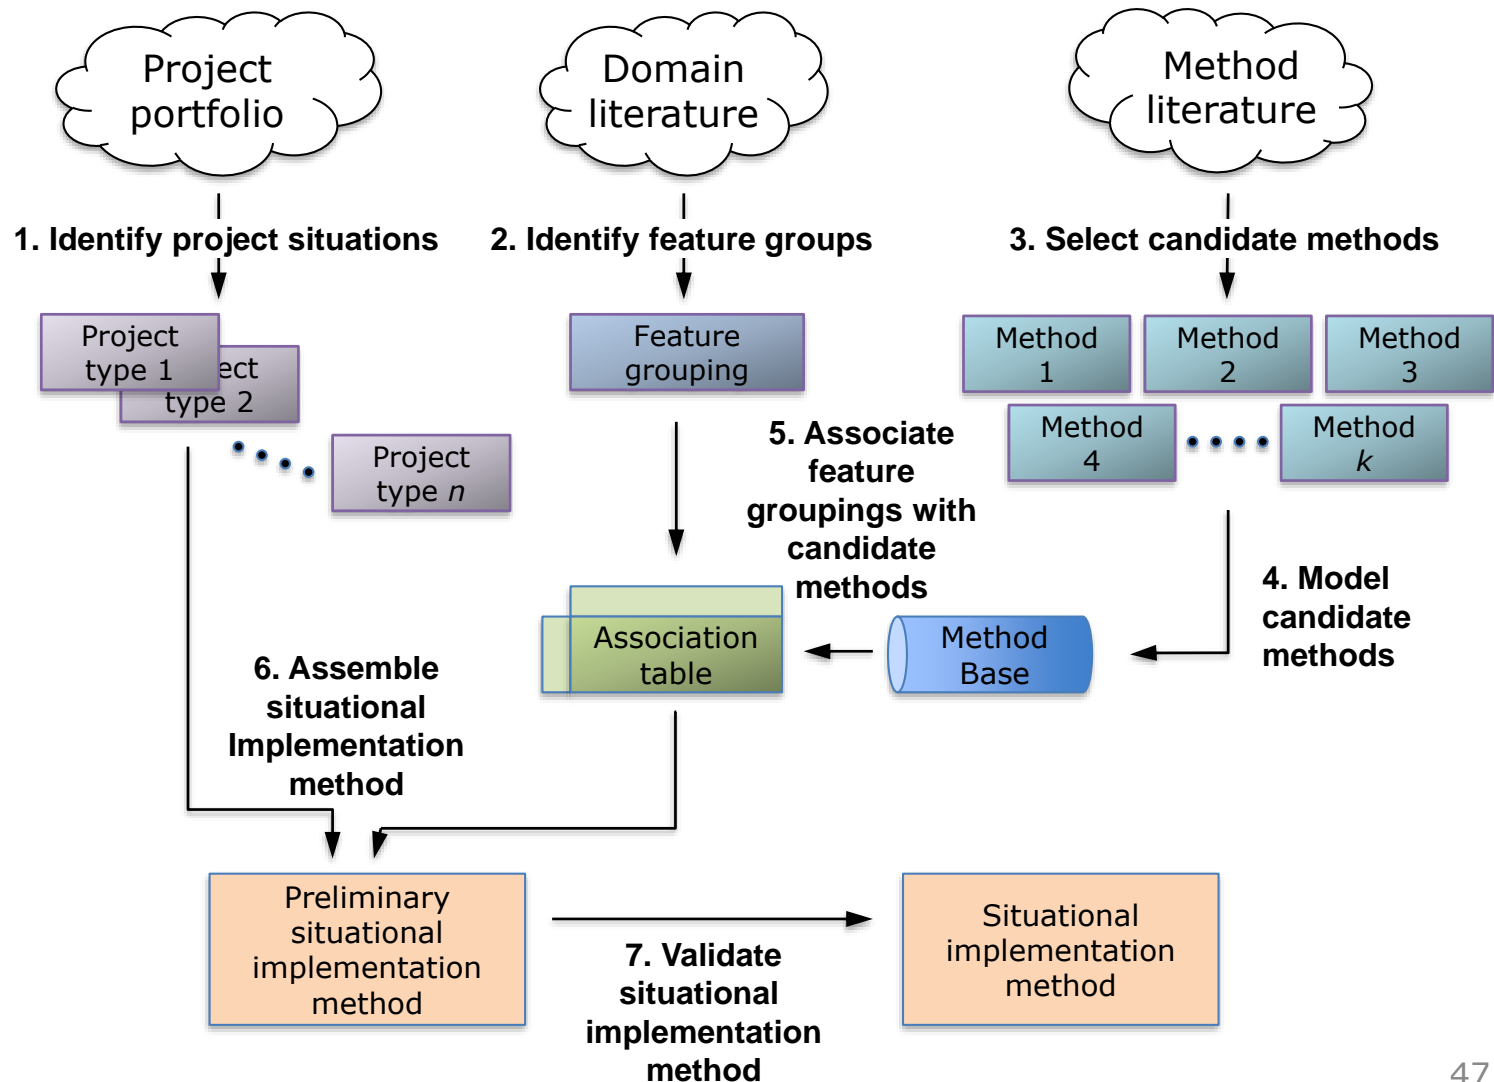 Project
portfolio
Domain
literature
Method
literature
1. Identify project situations
2. Identify feature groups
3. Select candidate methods
Project
type 1
ect
type 2
Project
type n
Feature
grouping
Method
1
Method
2
Method
3
Method
4
Method
k
5. Associate
feature
groupings with
candidate
methods
4. Model
candidate
methods
Association
table
Method
Base
6. Assemble
situational
Implementation
method
Preliminary
situational
implementation
method
7. Validate
situational
implementation
method
Situational
implementation
method
47